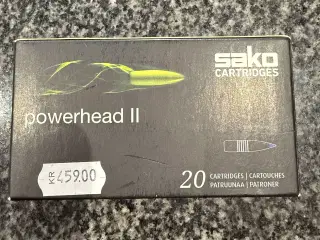 sako
CARTRIDGES
powerhead II
KR 459.00
20 CARTRIDGES | CARTOUCHES
PATRUUNAA | PATRONER